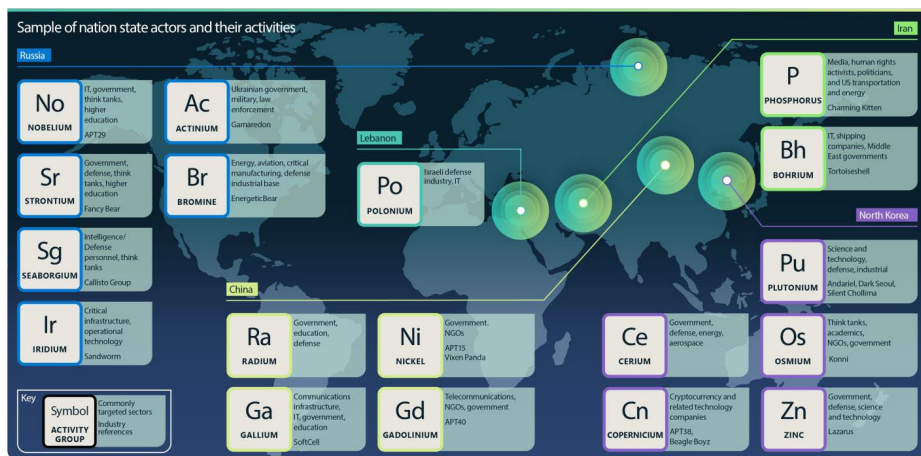 Sample of nation state actors and their activities
Russia
No
NOBELIUM
IT, government,
think tanks,
higher
education
APT29
Ac
ACTINIUM
Ukrainian government,
military, law
enforcement
Gamaredon
Sr
STRONTIUM
Government,
defense, think
tanks, higher
education
Fancy Bear
Br
BROMINE
Energy, aviation, critical
manufacturing, defense
industrial base
EnergeticBear
Sg
SEABORGIUM
Intelligence/
Defense
personnel, think
tanks
Callisto Group
Ir
IRIDIUM
Critical
infrastructure,
operational
technology
Sandworm
Key
Symbol
ACTIVITY
GROUP
Commonly
targeted sectors
Industry
references
Lebanon
Po
POLONIUM
Israeli defense
industry, IT
China
Ra
RADIUM
Government,
education,
defense
Ni
NICKEL
Government.
NGOs
APT15
Vixen Panda
Ga
GALLIUM
Communications
infrastructure,
IT, government,
education
SoftCell
Gd
GADOLINIUM
Telecommunications,
NGOs, government
APT40
Iran
P
PHOSPHORUS
Media, human rights
activists, politicians,
and US transportation
and energy
Charming Kitten
Bh
BOHRIUM
IT, shipping
companies, Middle
East governments
Tortoiseshell
North Korea
Pu
PLUTONIUM
Science and
technology,
defense, industrial
Andariel, Dark Seoul,
Silent Chollima
Ce
CERIUM
Government,
defense, energy,
aerospace
Os
OSMIUM
Think tanks,
academics,
NGOs, government
Konni
Cn
COPERNICIUM
Cryptocurrency and
related technology
companies
APT38,
Beagle Boyz
Zn
ZINC
Government,
defense, science
and technology
Lazarus